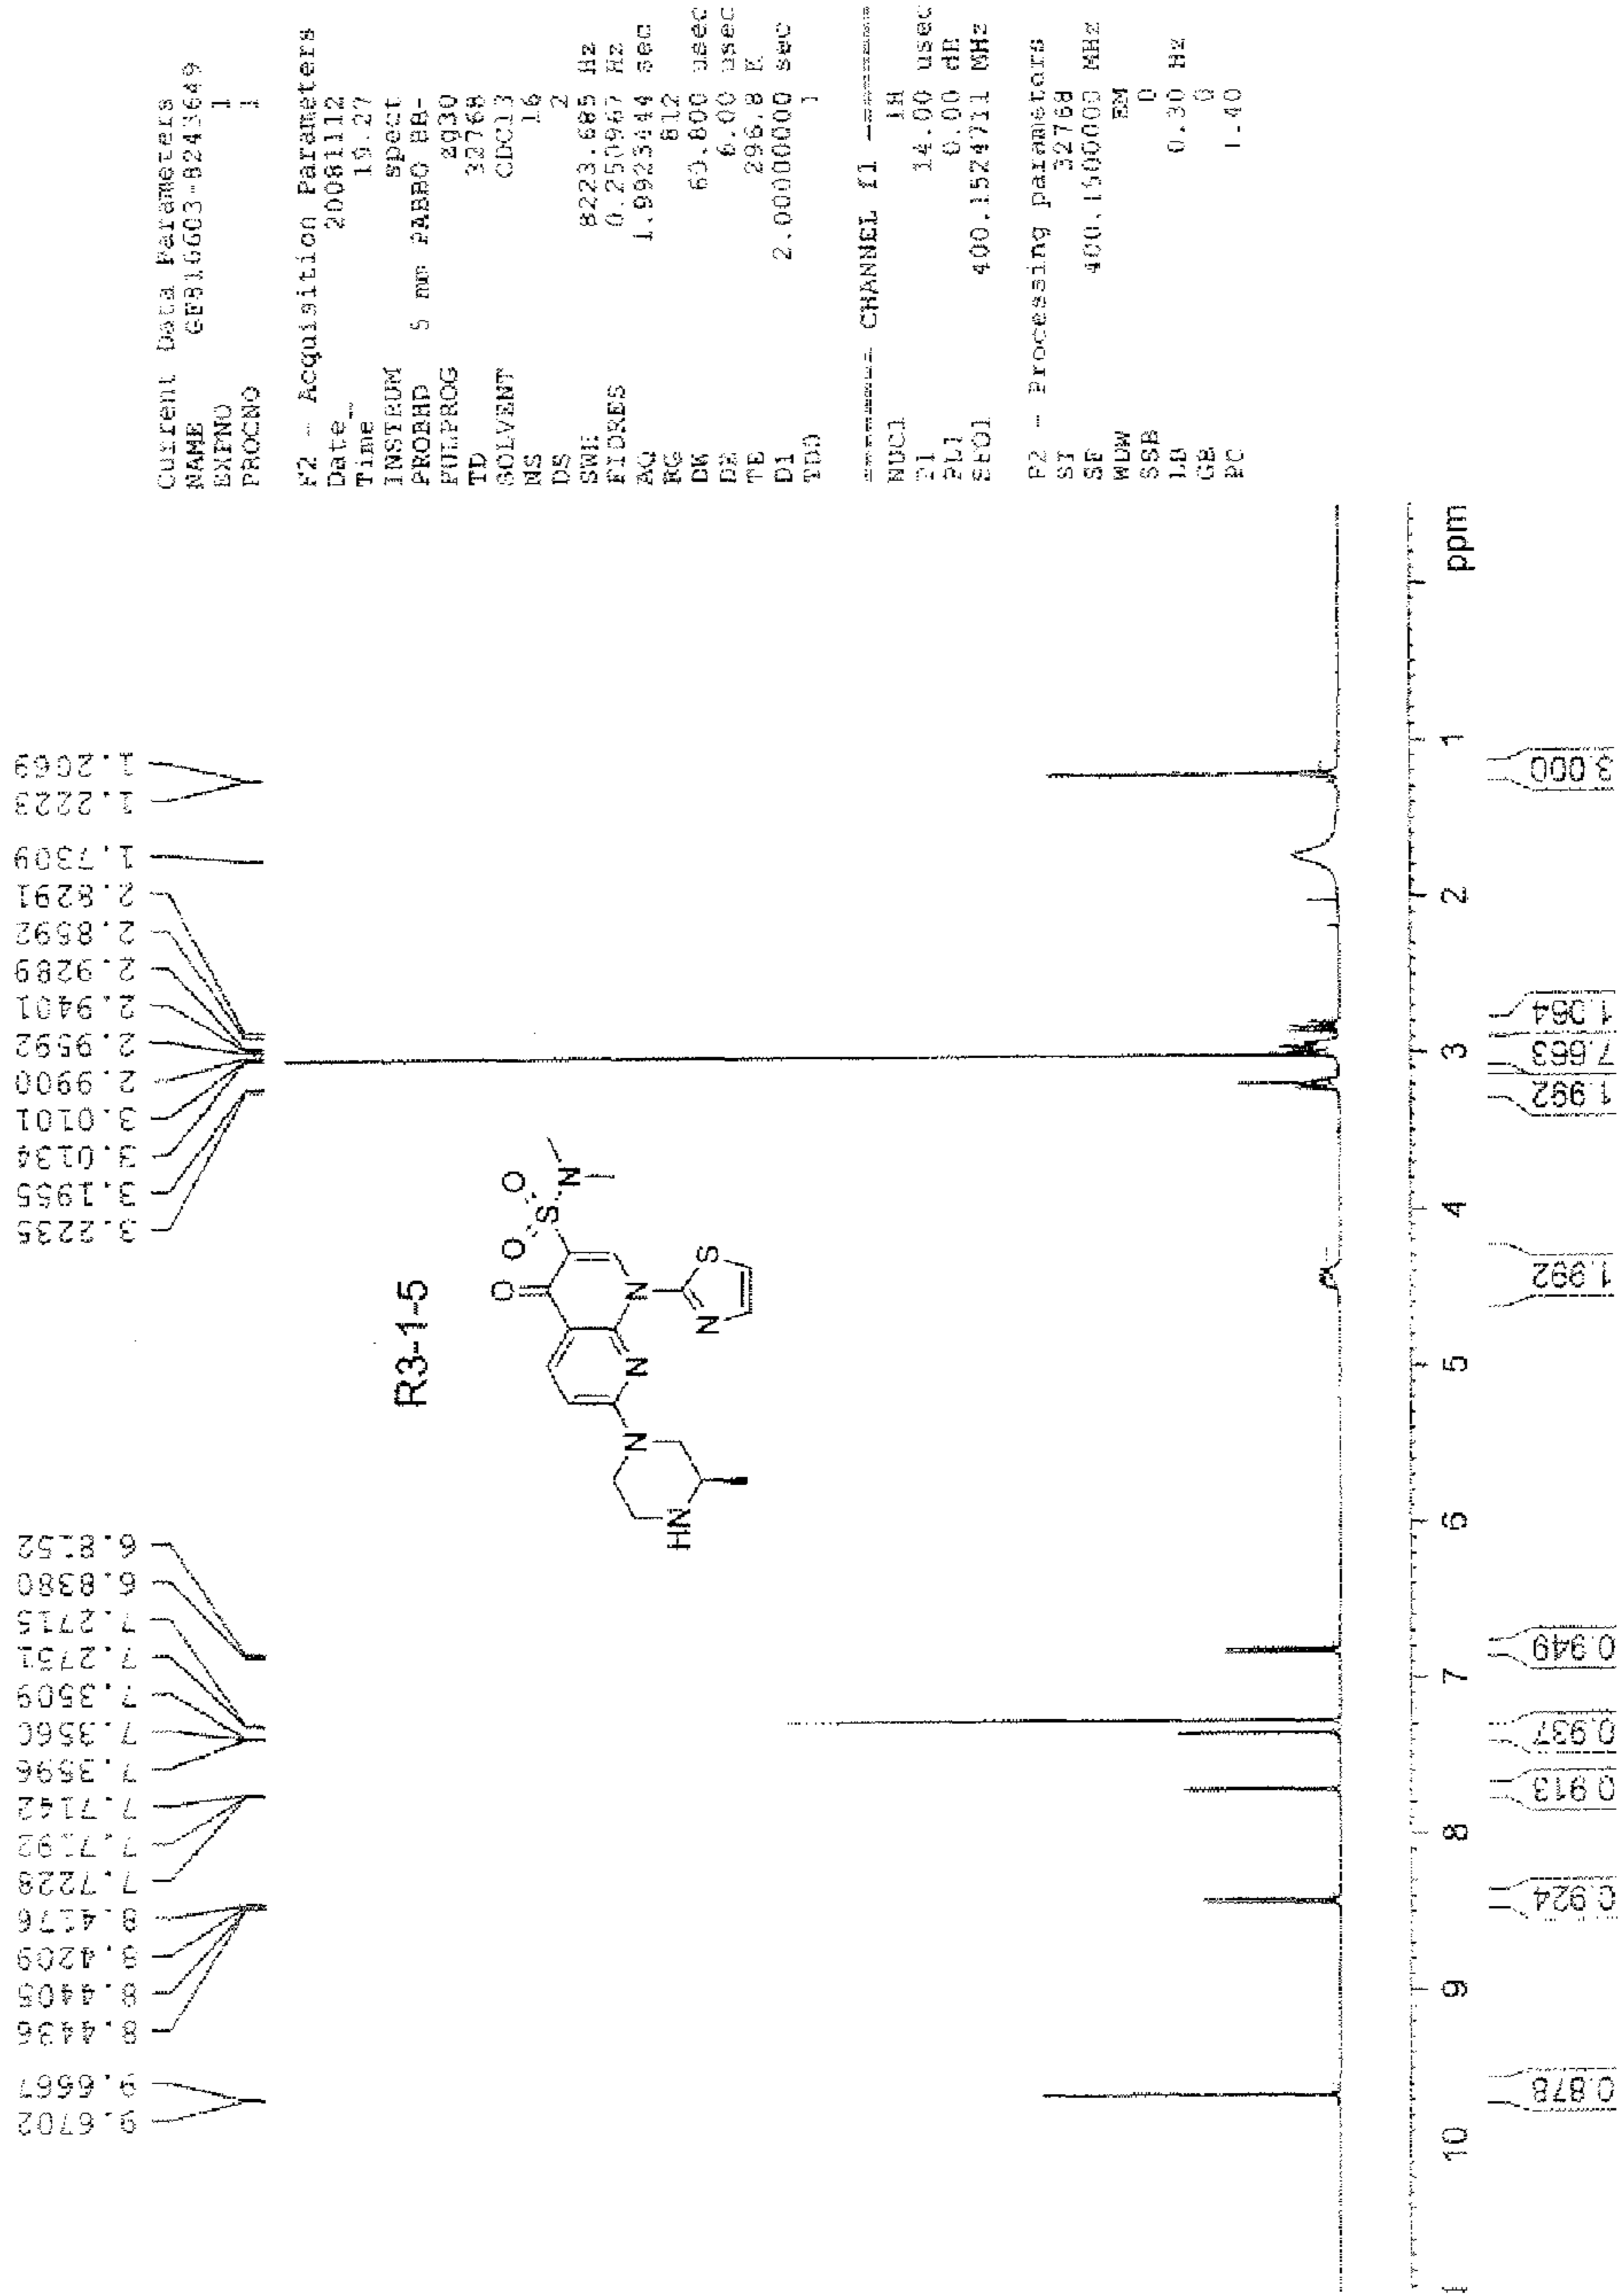 Current Data Parameters
NAME
EXPNO 1
PROCNO 1
F2 - Acquisition Parameters
Date_ 20081112
Time 19.27
INSTRUM spect
PROBHD 5 mm PABBO BB-
PULPROG zg30
TD 32768
SOLVENT CDCl3
NS 16
DS 2
SWH 8223.685 Hz
FIDRES 0.250967 Hz
AQ 1.9923444 sec
RG 812
DW 60.800 usec
DE 6.00 usec
TE 296.8 K
D1 2.00000000 sec
TD0 1
======== CHANNEL f1 ========
NUC1 1H
P1 14.00 usec
PL1 0.00 dB
SFO1 400.1524711 MHz
F2 - Processing parameters
SI 32768
SF 400.1500000 MHz
WDW EM
SSB 0
LB 0.30 Hz
GB 0
PC 1.40
9.6702
9.6667
8.4436
8.4405
8.4209
8.4176
7.7228
7.7192
7.7142
7.3596
7.3560
7.3509
7.2751
7.2715
6.8380
6.8152
3.2235
3.1955
3.0134
3.0101
2.9900
2.9592
2.9401
2.9289
2.8592
2.8291
1.7309
1.2223
1.2069
R3-1-5
O
O
O
S
N
N
N
N
N
S
HN
10 9 8 7 6 5 4 3 2 1 ppm
0.878
0.924
0.913
0.937
0.949
1.992
1.992
7.663
1.064
3.000